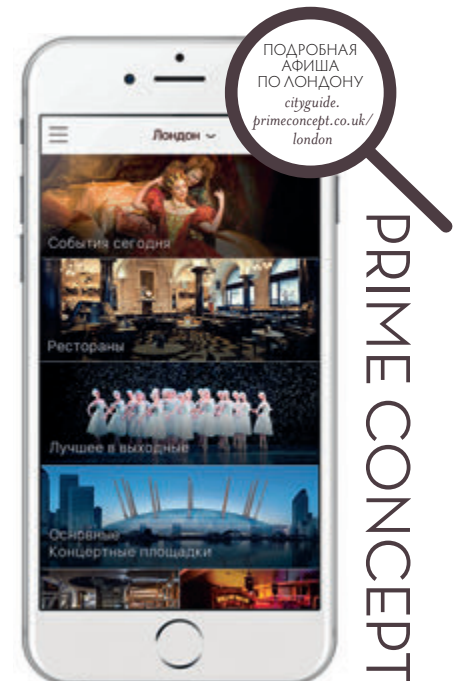 ПОДРОБНАЯ
АФИША
ПО ЛОНДОНУ
cityguide.
primeconcept.co.uk/
london
Лондон
События сегодня
Рестораны
Лучшее в выходные
Основные
Концертные площадки
PRIME CONCEPT